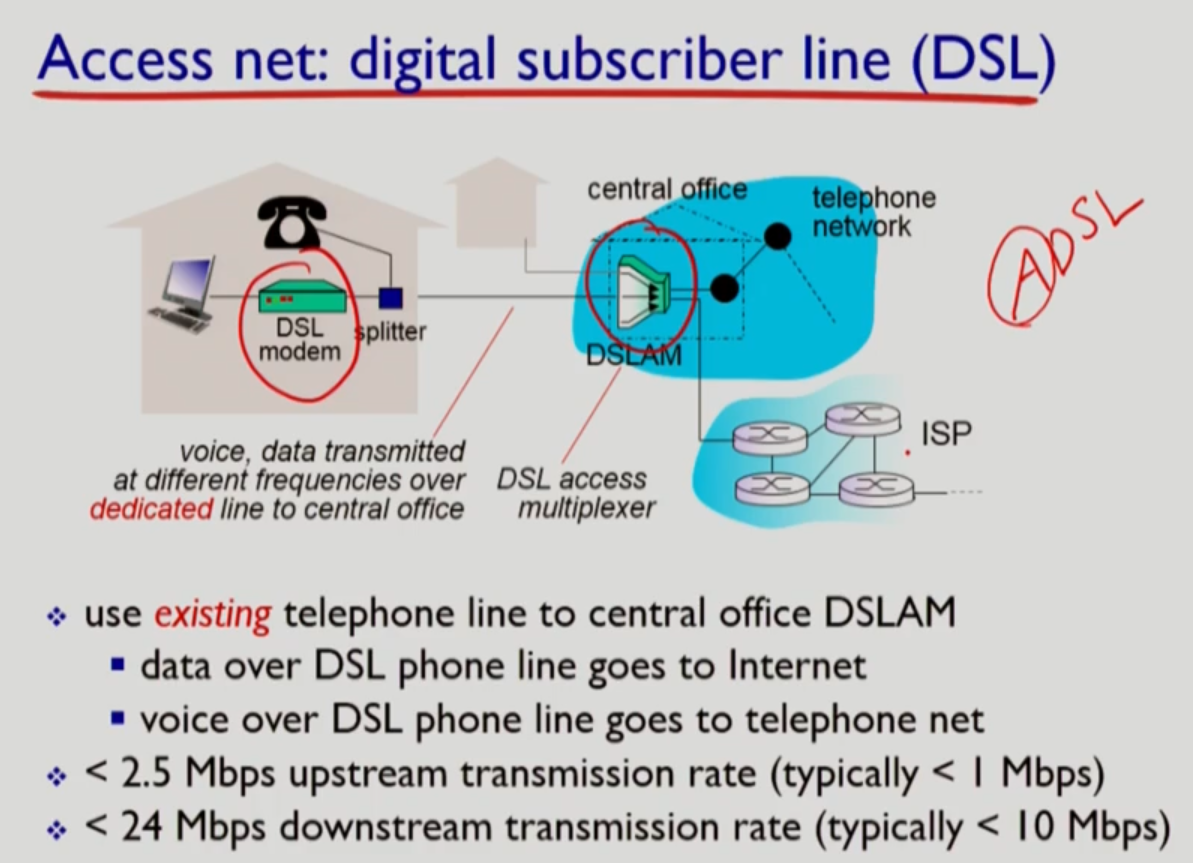 Access net: digital subscriber line (DSL)
central office
telephone
network
ADSL
DSL
modem
splitter
DSLAM
ISP
voice, data transmitted
at different frequencies over
dedicated line to central office
DSL access
multiplexer
❖ use existing telephone line to central office DSLAM
▪ data over DSL phone line goes to Internet
▪ voice over DSL phone line goes to telephone net
❖ < 2.5 Mbps upstream transmission rate (typically < 1 Mbps)
❖ < 24 Mbps downstream transmission rate (typically < 10 Mbps)